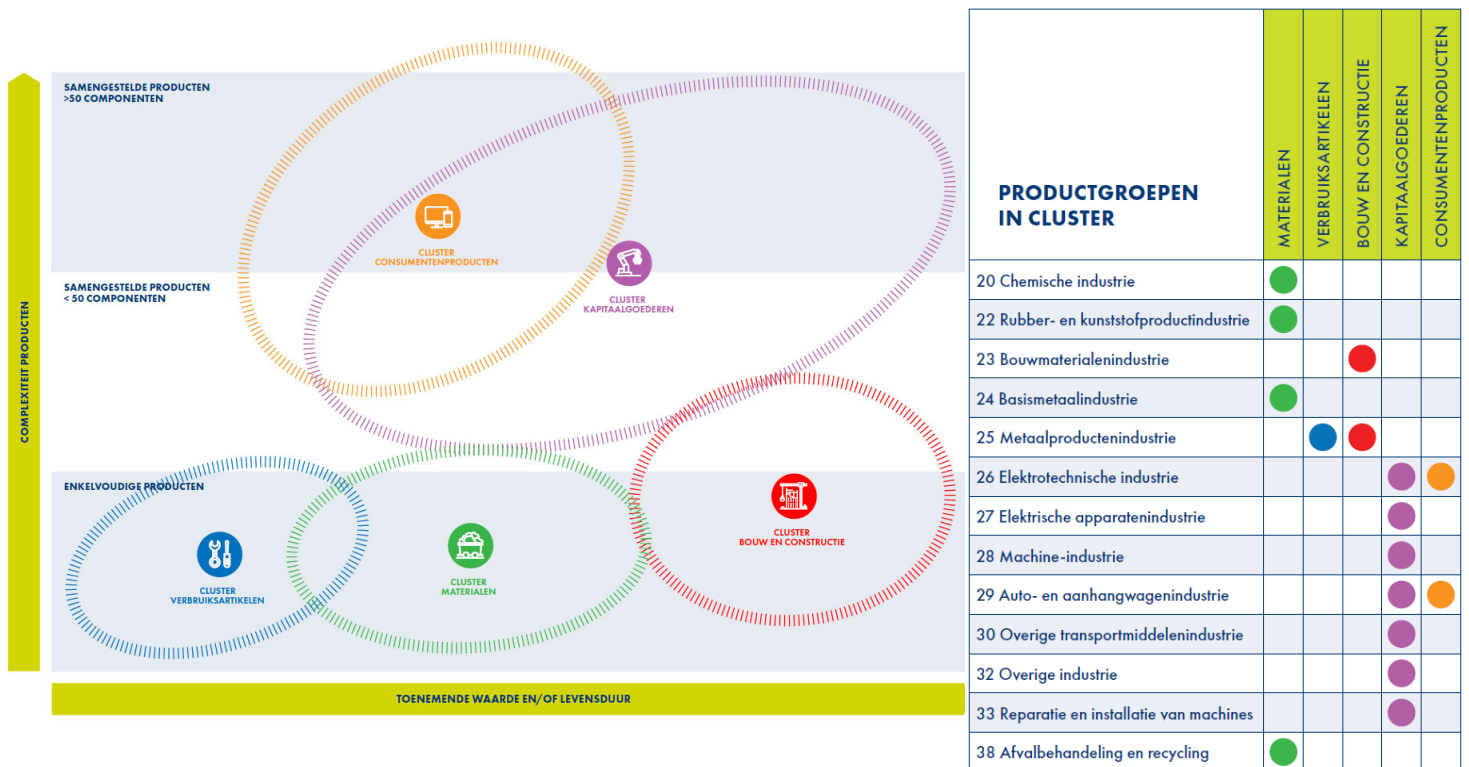 SAMENGESTELDE PRODUCTEN
>50 COMPONENTEN
CLUSTER
CONSUMENTENPRODUCTEN
CLUSTER
KAPITAALGOEDEREN
SAMENGESTELDE PRODUCTEN
< 50 COMPONENTEN
COMPLEXITEIT PRODUCTEN
ENKELVOUDIGE PRODUCTEN
CLUSTER
BOUW EN CONSTRUCTIE
CLUSTER
VERBRUIKSARTIKELEN
CLUSTER
MATERIALEN
TOENEMENDE WAARDE EN/OF LEVENSDUUR
PRODUCTGROEPEN
IN CLUSTER
MATERIALEN
VERBRUIKSARTIKELEN
BOUW EN CONSTRUCTIE
KAPITAALGOEDEREN
CONSUMENTENPRODUCTEN
20 Chemische industrie
22 Rubber- en kunststofproductindustrie
23 Bouwmaterialenindustrie
24 Basismetaalindustrie
25 Metaalproductenindustrie
26 Elektrotechnische industrie
27 Elektrische apparatenindustrie
28 Machine-industrie
29 Auto- en aanhangwagenindustrie
30 Overige transportmiddelenindustrie
32 Overige industrie
33 Reparatie en installatie van machines
38 Afvalbehandeling en recycling